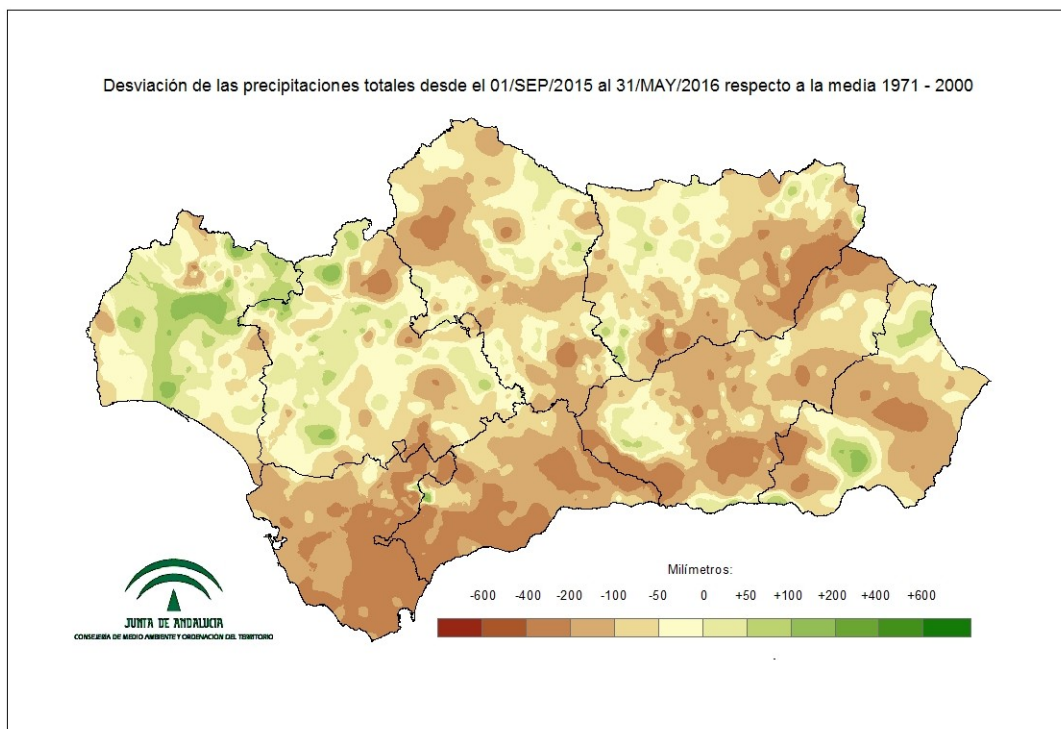 Desviación de las precipitaciones totales desde el 01/SEP/2015 al 31/MAY/2016 respecto a la media 1971 - 2000
Milímetros:
-600 -400 -200 -100 -50 0 +50 +100 +200 +400 +600
JUNTA DE ANDALUCIA
CONSEJERÍA DE MEDIO AMBIENTE Y ORDENACIÓN DEL TERRITORIO